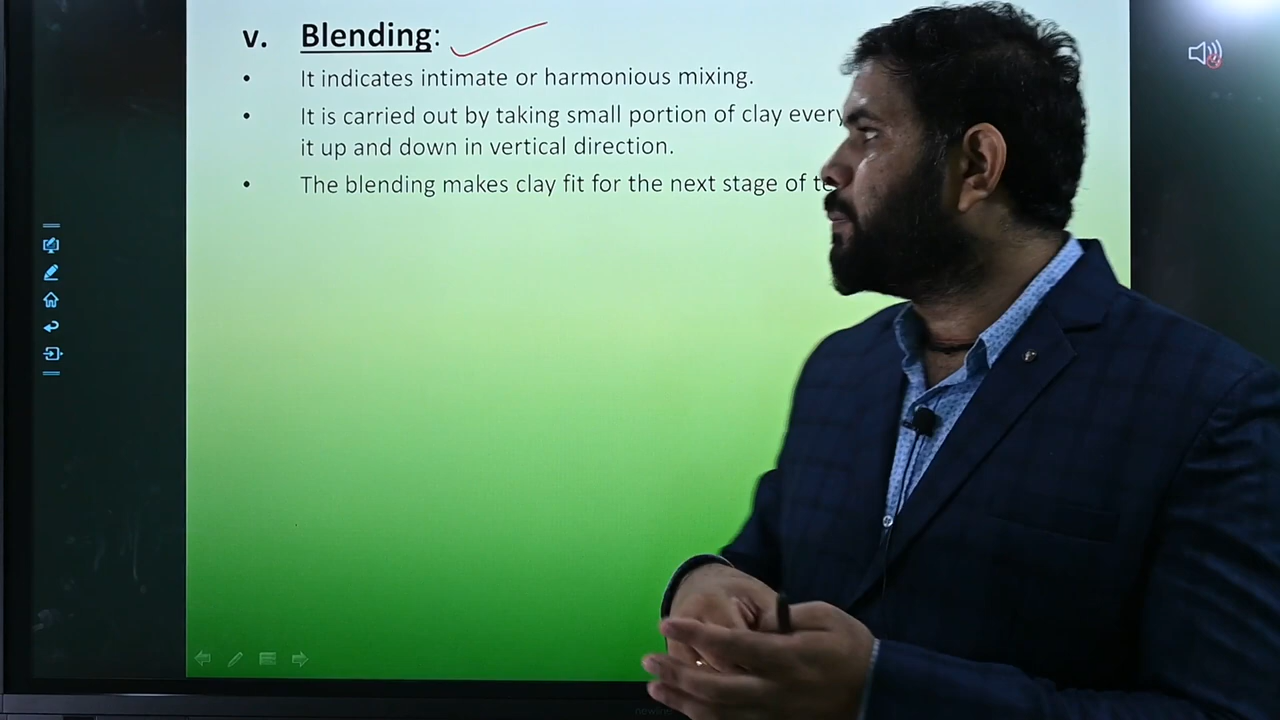 v. Blending:
• It indicates intimate or harmonious mixing.
• It is carried out by taking small portion of clay every
it up and down in vertical direction.
• The blending makes clay fit for the next stage of